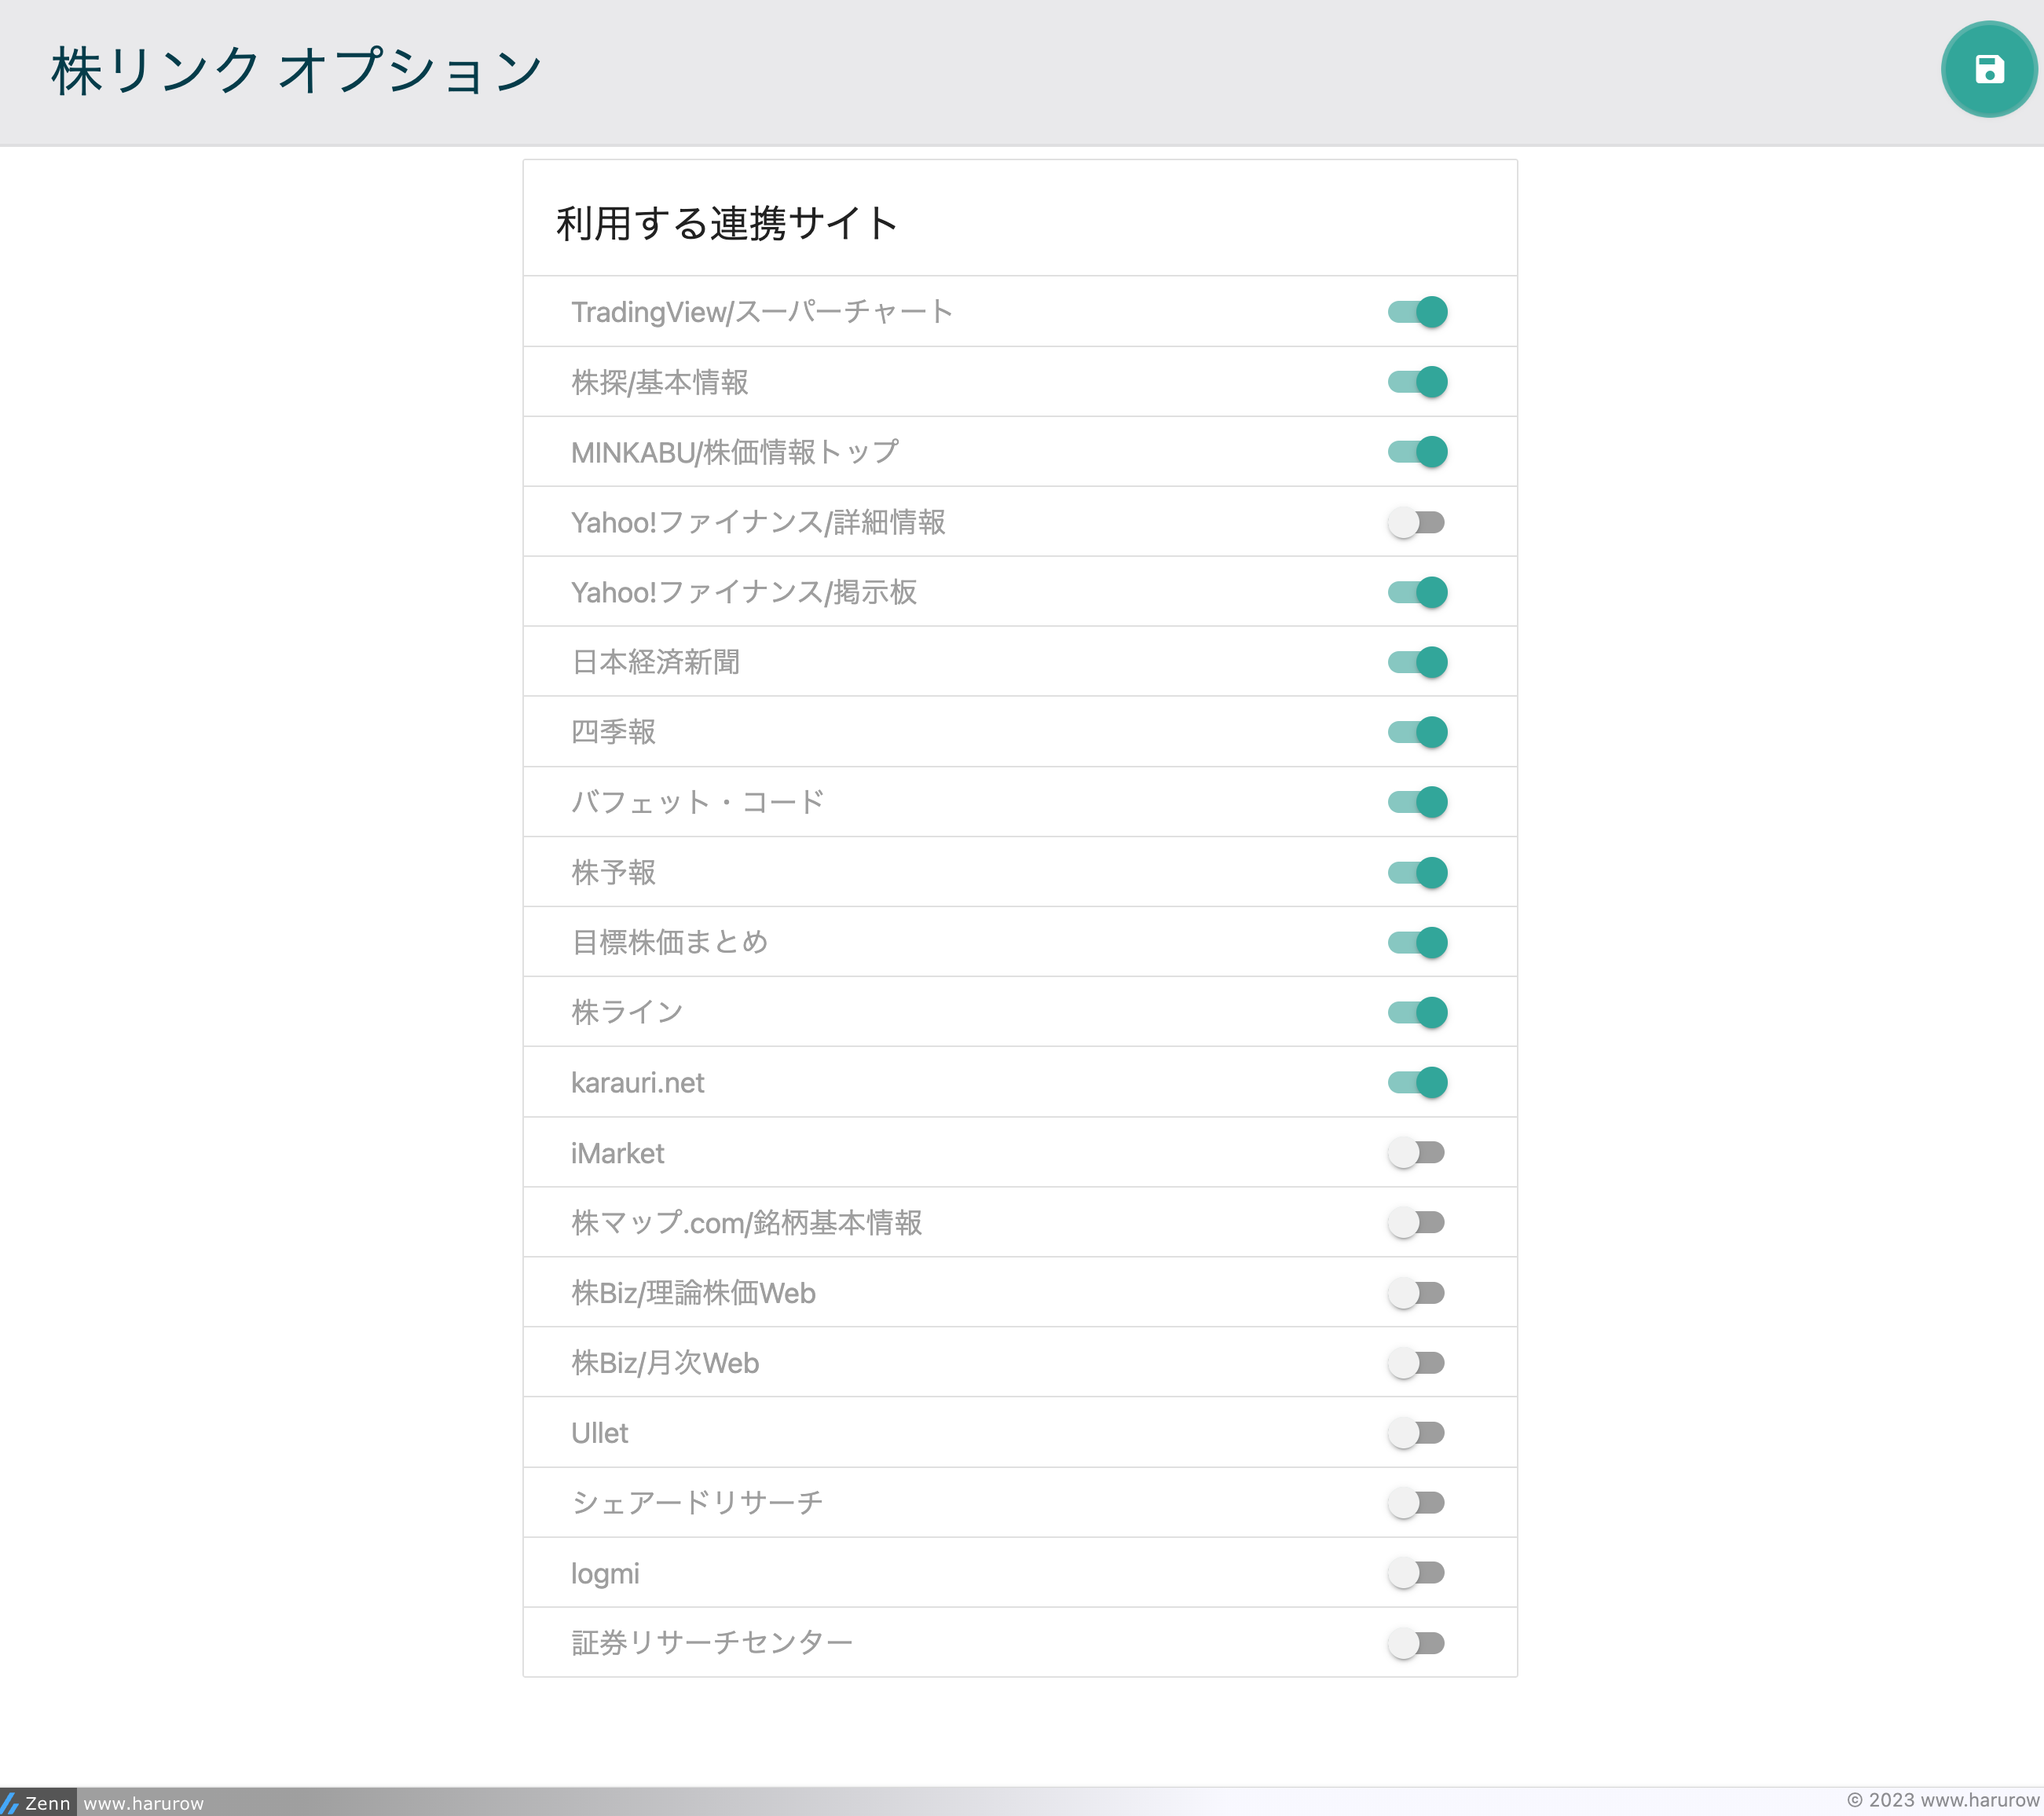 株リンク オプション
利用する連携サイト
TradingView/スーパーチャート
株探/基本情報
MINKABU/株価情報トップ
Yahoo!ファイナンス/詳細情報
Yahoo!ファイナンス/掲示板
日本経済新聞
四季報
バフェット・コード
株予報
目標株価まとめ
株ライン
karauri.net
iMarket
株マップ.com/銘柄基本情報
株Biz/理論株価Web
株Biz/月次Web
Ullet
シェアードリサーチ
logmi
証券リサーチセンター
Zenn www.harurow © 2023 www.harurow